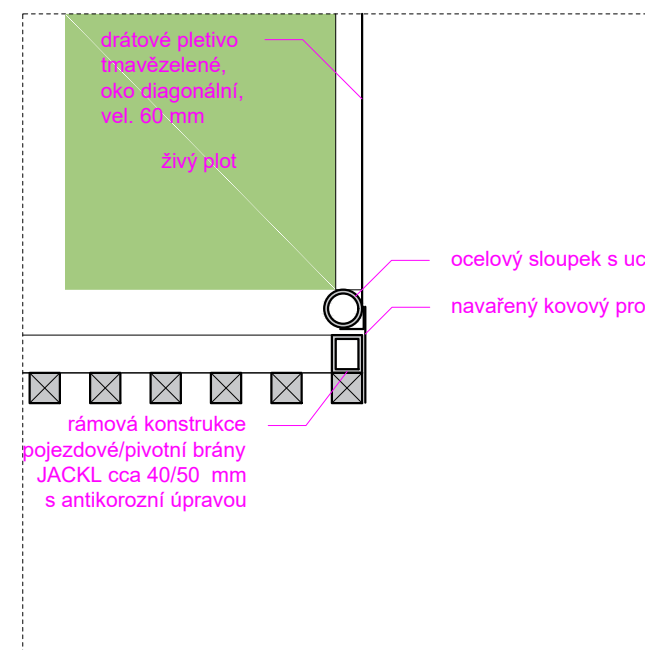 drátové pletivo
tmavězelené,
oko diagonální,
vel. 60 mm
živý plot
ocelový sloupek s uc
navařený kovový pro
rámová konstrukce
pojezdové/pivotní brány
JACKL cca 40/50 mm
s antikorozní úpravou